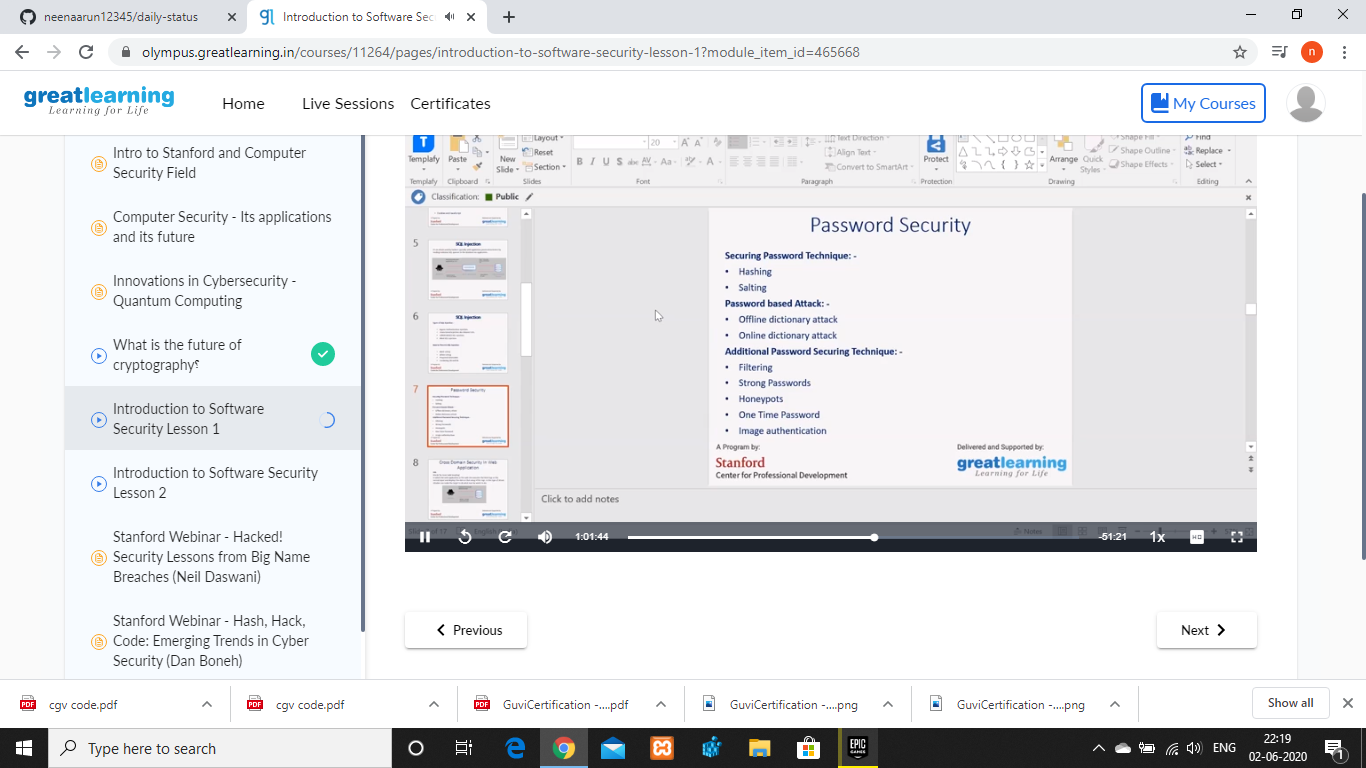 neenaarun12345/daily-status
Introduction to Software Sec
olympus.greatlearning.in/courses/11264/pages/introduction-to-software-security-lesson-1?module_item_id=465668
n
greatlearning
Learning for Life
Home
Live Sessions
Certificates
My Courses
Intro to Stanford and Computer
Security Field
Computer Security - Its applications
and its future
Innovations in Cybersecurity -
Quantum Computing
What is the future of
cryptography?
Introduction to Software
Security Lesson 1
Introduction to Software Security
Lesson 2
Stanford Webinar - Hacked!
Security Lessons from Big Name
Breaches (Neil Daswani)
Stanford Webinar - Hash, Hack,
Code: Emerging Trends in Cyber
Security (Dan Boneh)
Templafy
Paste
New
Slide
Layout
Reset
Section
20
Text Direction
Align Text
Convert to SmartArt
Protect
Arrange
Quick
Styles
Shape Fill
Shape Outline
Shape Effects
Find
Replace
Select
Templafy
Clipboard
Slides
Font
Paragraph
Protection
Drawing
Editing
Classification:
Public
5
SQL Injection
6
SQL Injection
7
Password Security
8
Cross Domain Security in Web
Application
Password Security
Securing Password Technique: -
• Hashing
• Salting
Password based Attack: -
• Offline dictionary attack
• Online dictionary attack
Additional Password Securing Technique: -
• Filtering
• Strong Passwords
• Honeypots
• One Time Password
• Image authentication
A Program by:
Stanford
Center for Professional Development
Delivered and Supported by:
greatlearning
Learning for Life
Click to add notes
Notes
1:01:44
-51:21
1x
HD
Previous
Next
cgv code.pdf
cgv code.pdf
GuviCertification -....pdf
GuviCertification -....png
GuviCertification -....png
Show all
Type here to search
EPIC
GAMES
ENG
22:19
02-06-2020
1